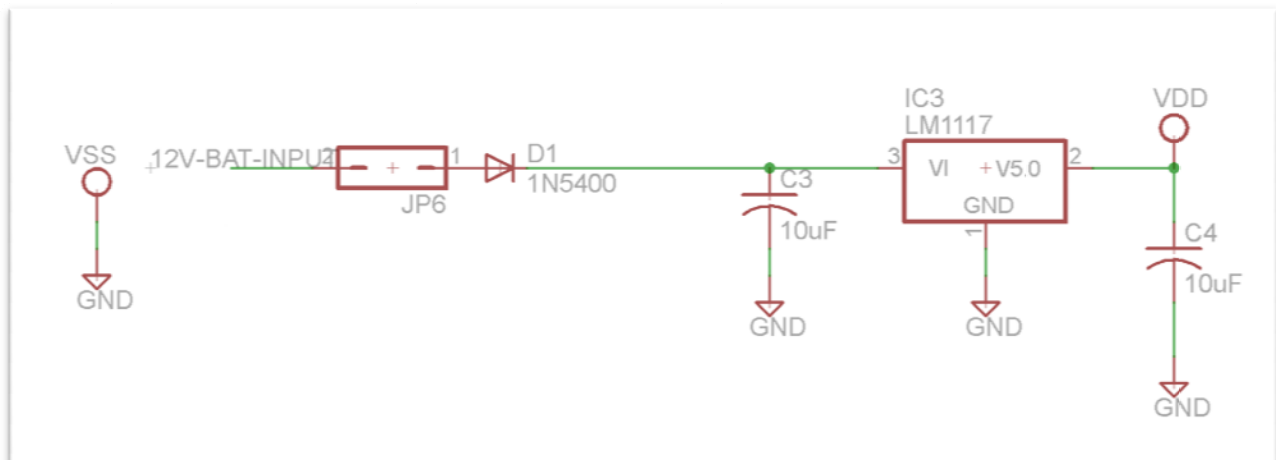 VSS
GND
12V-BAT-INPUT
2
1
JP6
D1
1N5400
C3
10uF
GND
IC3
LM1117
3
VI
V5.0
GND
2
1
GND
VDD
C4
10uF
GND